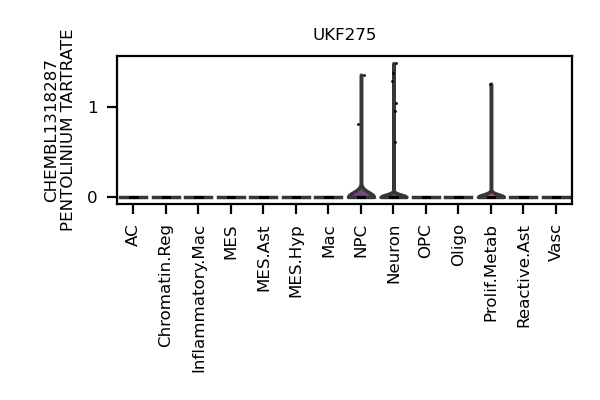 UKF275
CHEMBL1318287
PENTOLINIUM TARTRATE
1
0
AC
Chromatin.Reg
Inflammatory.Mac
MES
MES.Ast
MES.Hyp
Mac
NPC
Neuron
OPC
Oligo
Prolif.Metab
Reactive.Ast
Vasc